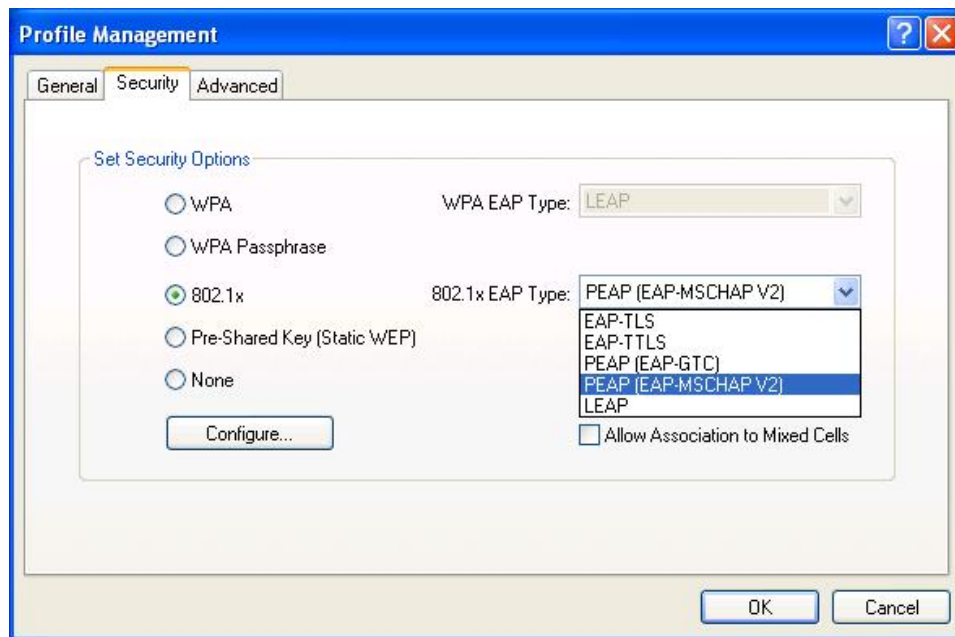 Profile Management
General Security Advanced
Set Security Options
WPA WPA EAP Type: LEAP
WPA Passphrase
802.1x 802.1x EAP Type: PEAP (EAP-MSCHAP V2)
EAP-TLS
EAP-TTLS
Pre-Shared Key (Static WEP) PEAP (EAP-GTC)
None PEAP (EAP-MSCHAP V2)
LEAP
Configure... Allow Association to Mixed Cells
OK Cancel